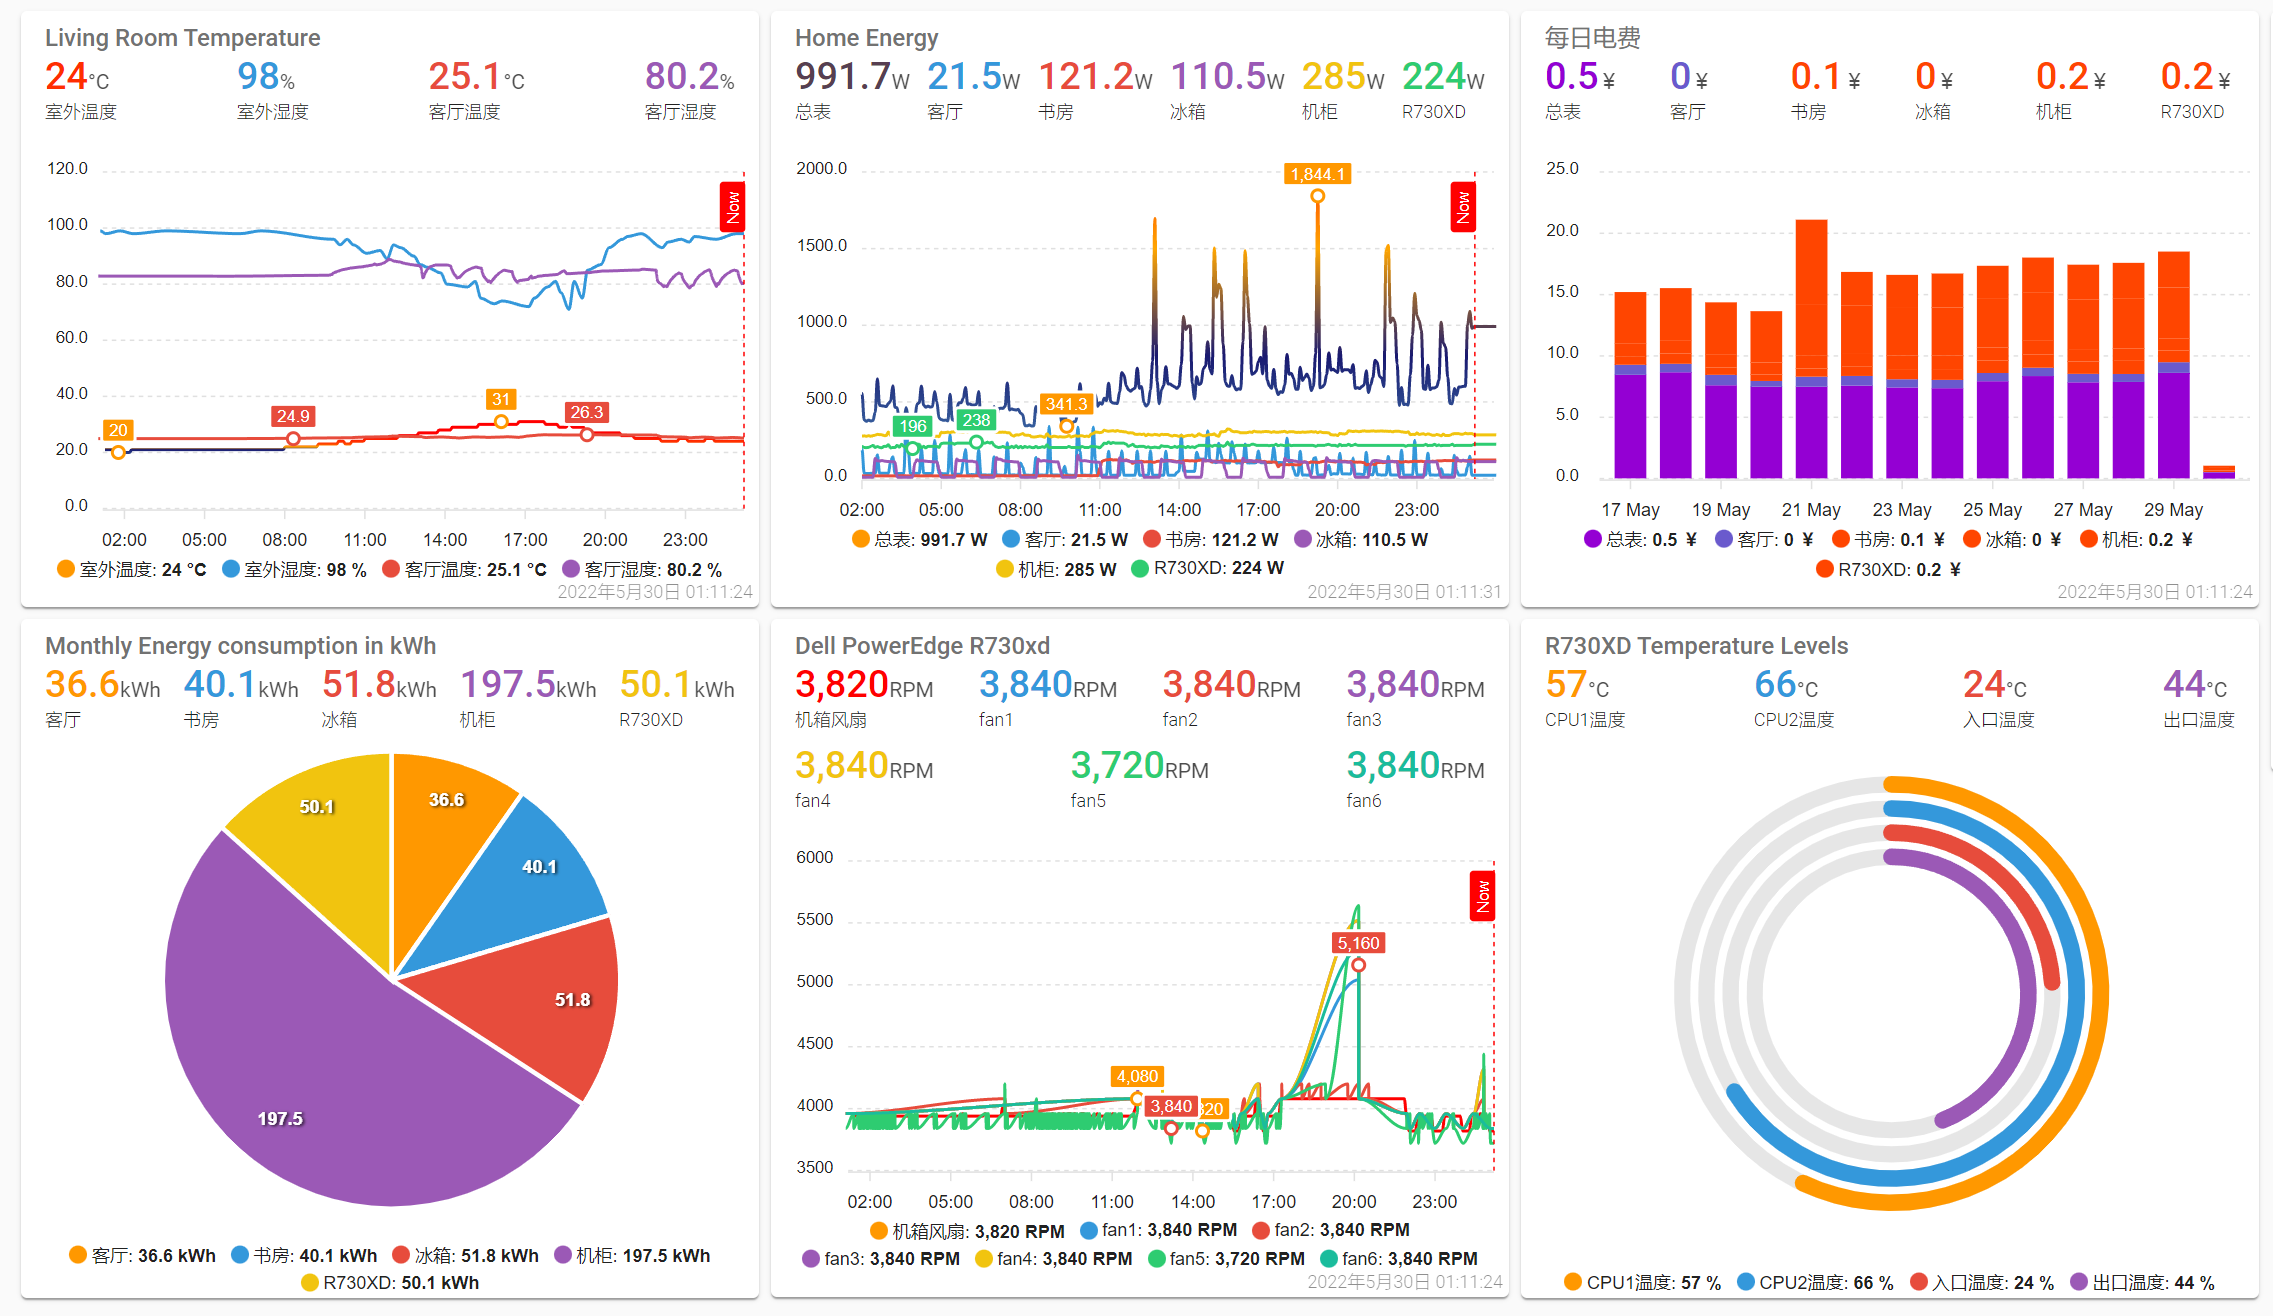 Living Room Temperature
24°C 98% 25.1°C 80.2%
室外温度 室外湿度 客厅温度 客厅湿度
120.0
100.0
80.0
60.0
40.0
20.0
0.0
Now
20 24.9 31 26.3
02:00 05:00 08:00 11:00 14:00 17:00 20:00 23:00
室外温度: 24 °C 室外湿度: 98 % 客厅温度: 25.1 °C 客厅湿度: 80.2 %
2022年5月30日 01:11:24
Home Energy
991.7W 21.5W 121.2W 110.5W 285W 224W
总表 客厅 书房 冰箱 机柜 R730XD
2000.0
1500.0
1000.0
500.0
0.0
1,844.1
Now
341.3
196 238
02:00 05:00 08:00 11:00 14:00 17:00 20:00 23:00
总表: 991.7 W 客厅: 21.5 W 书房: 121.2 W 冰箱: 110.5 W
机柜: 285 W R730XD: 224 W
2022年5月30日 01:11:31
每日电费
0.5 ¥ 0 ¥ 0.1 ¥ 0 ¥ 0.2 ¥ 0.2 ¥
总表 客厅 书房 冰箱 机柜 R730XD
25.0
20.0
15.0
10.0
5.0
0.0
17 May 19 May 21 May 23 May 25 May 27 May 29 May
总表: 0.5 ¥ 客厅: 0 ¥ 书房: 0.1 ¥ 冰箱: 0 ¥ 机柜: 0.2 ¥
R730XD: 0.2 ¥
2022年5月30日 01:11:24
Monthly Energy consumption in kWh
36.6kWh 40.1kWh 51.8kWh 197.5kWh 50.1kWh
客厅 书房 冰箱 机柜 R730XD
50.1 36.6
40.1
51.8
197.5
客厅: 36.6 kWh 书房: 40.1 kWh 冰箱: 51.8 kWh 机柜: 197.5 kWh
R730XD: 50.1 kWh
Dell PowerEdge R730xd
3,820RPM 3,840RPM 3,840RPM 3,840RPM
机箱风扇 fan1 fan2 fan3
3,840RPM 3,720RPM 3,840RPM
fan4 fan5 fan6
6000
5500
5000
4500
4000
3500
Now
5,160
4,080
3,840 820
02:00 05:00 08:00 11:00 14:00 17:00 20:00 23:00
机箱风扇: 3,820 RPM fan1: 3,840 RPM fan2: 3,840 RPM
fan3: 3,840 RPM fan4: 3,840 RPM fan5: 3,720 RPM fan6: 3,840 RPM
2022年5月30日 01:11:24
R730XD Temperature Levels
57°C 66°C 24°C 44°C
CPU1温度 CPU2温度 入口温度 出口温度
CPU1温度: 57 % CPU2温度: 66 % 入口温度: 24 % 出口温度: 44 %